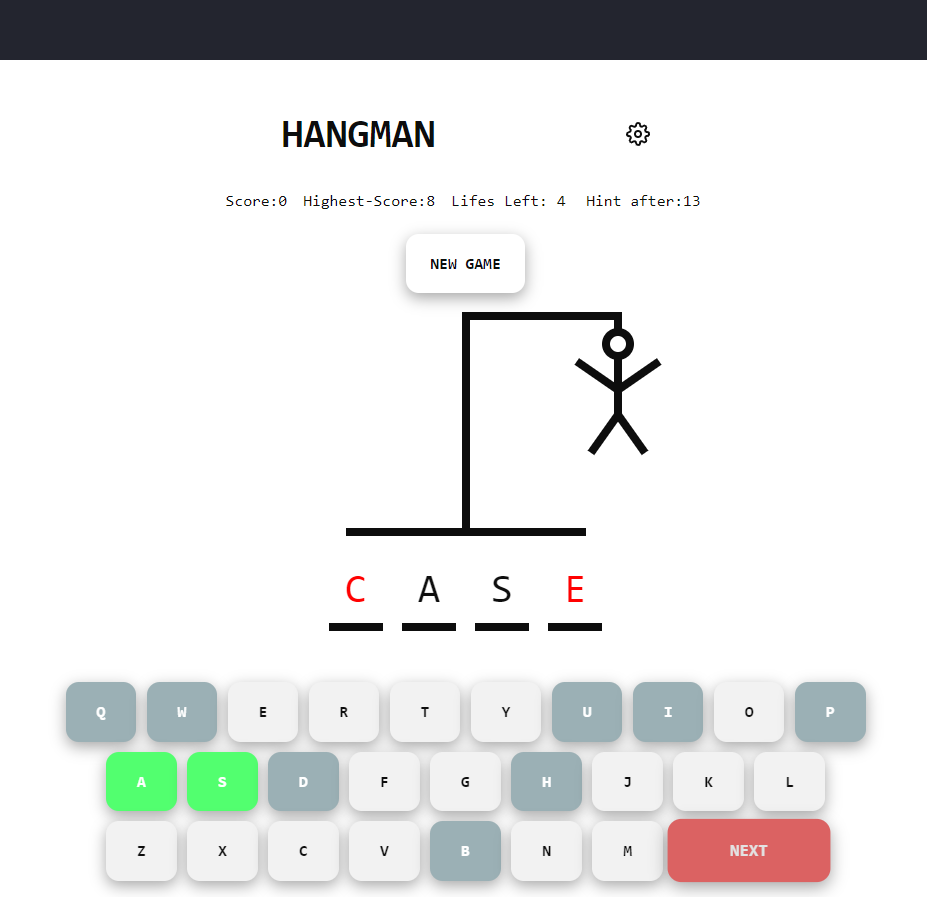 HANGMAN
Score:0 Highest-Score:8 Lifes Left: 4 Hint after:13
NEW GAME
C A S E
Q W E R T Y U I O P
A S D F G H J K L
Z X C V B N M NEXT